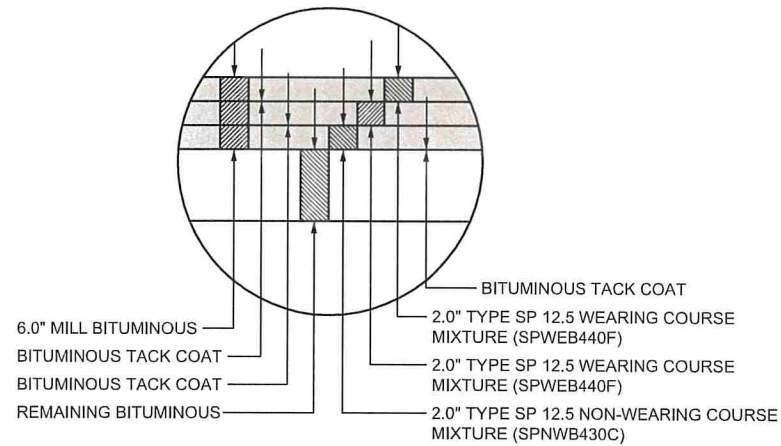 6.0" MILL BITUMINOUS
BITUMINOUS TACK COAT
BITUMINOUS TACK COAT
REMAINING BITUMINOUS
BITUMINOUS TACK COAT
2.0" TYPE SP 12.5 WEARING COURSE
MIXTURE (SPWEB440F)
2.0" TYPE SP 12.5 WEARING COURSE
MIXTURE (SPWEB440F)
2.0" TYPE SP 12.5 NON-WEARING COURSE
MIXTURE (SPNWB430C)